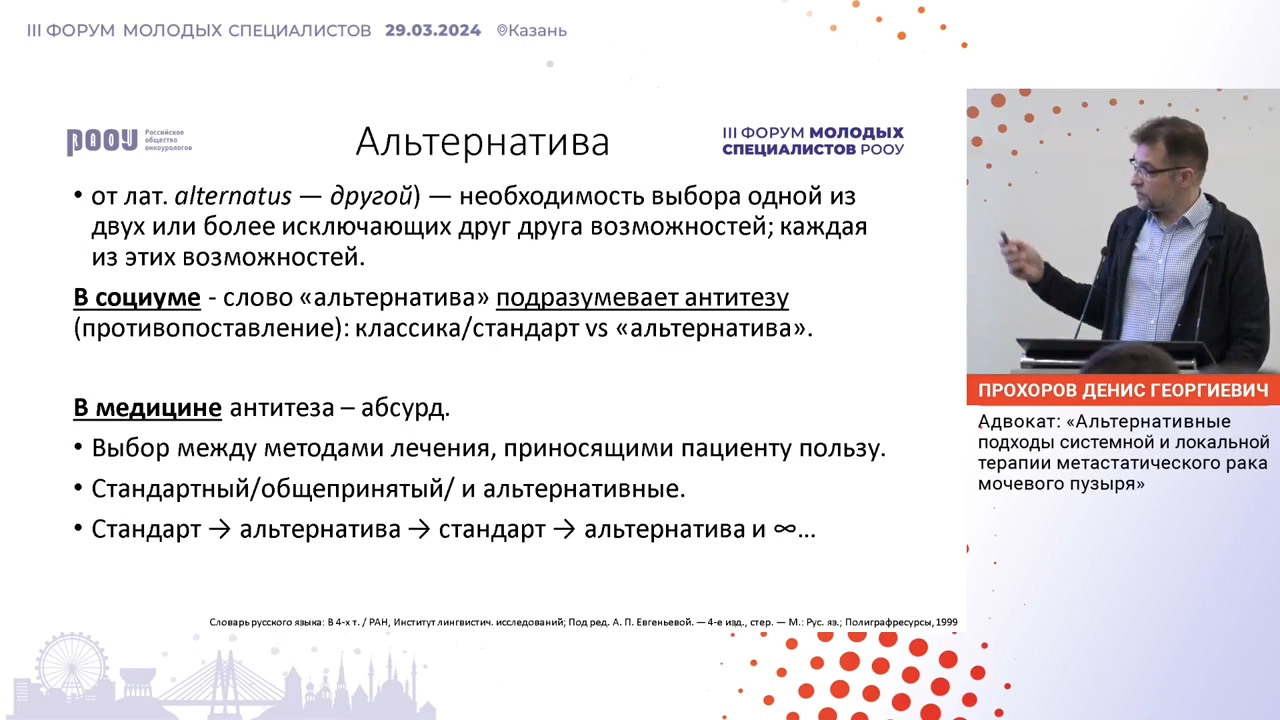 III ФОРУМ МОЛОДЫХ СПЕЦИАЛИСТОВ 29.03.2024 Казань
РООУ
Российское
общество
онкоурологов
Альтернатива
III ФОРУМ МОЛОДЫХ
СПЕЦИАЛИСТОВ РООУ
• от лат. alternatus — другой) — необходимость выбора одной из
двух или более исключающих друг друга возможностей; каждая
из этих возможностей.
В социуме - слово «альтернатива» подразумевает антитезу
(противопоставление): классика/стандарт vs «альтернатива».
В медицине антитеза – абсурд.
• Выбор между методами лечения, приносящими пациенту пользу.
• Стандартный/общепринятый/ и альтернативные.
• Стандарт → альтернатива → стандарт → альтернатива и ∞...
Словарь русского языка: В 4-х т. / РАН, Институт лингвистич. исследований; Под ред. А. П. Евгеньевой. — 4-е изд., стер. — М.: Рус. яз.; Полиграфресурсы, 1999
ПРОХОРОВ ДЕНИС ГЕОРГИЕВИЧ
Адвокат: «Альтернативные
подходы системной и локальной
терапии метастатического рака
мочевого пузыря»